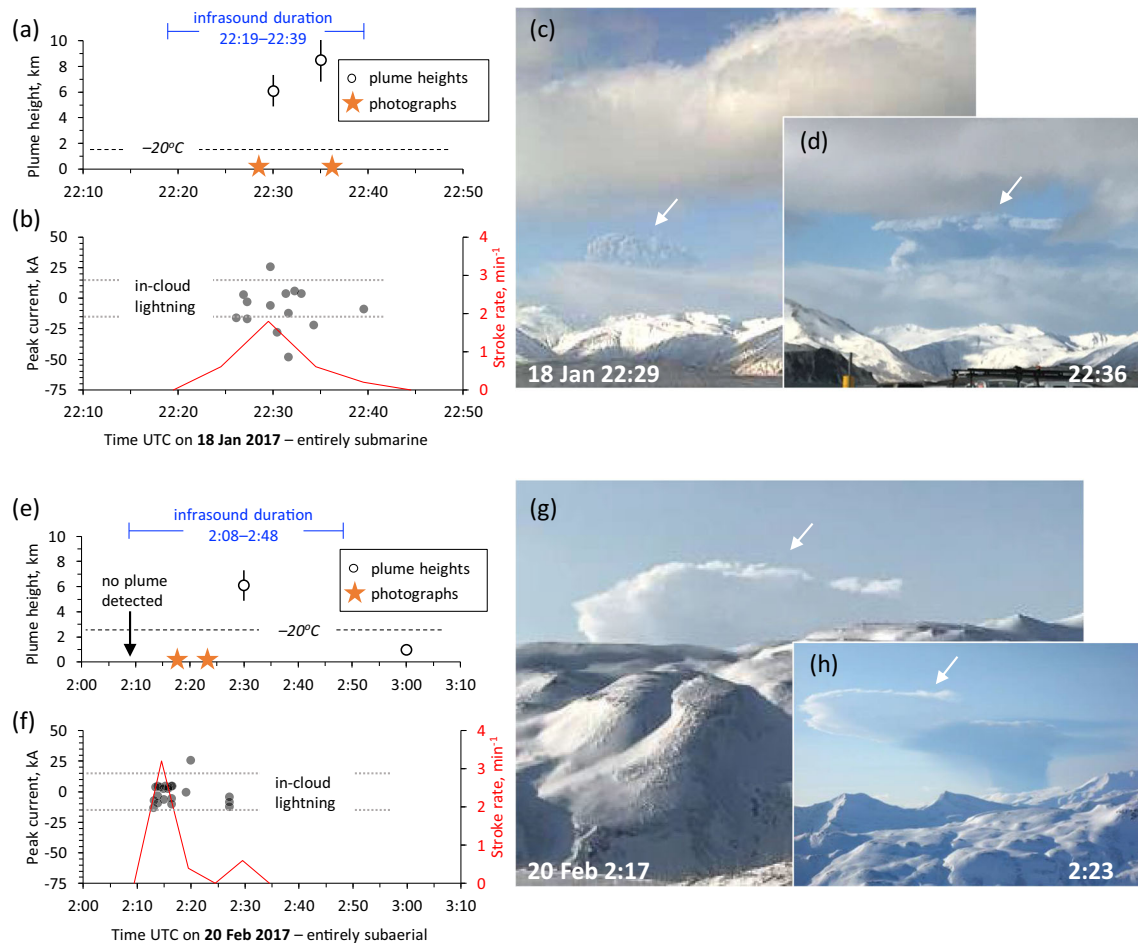 (a)
infrasound duration
22:19–22:39
Plume height, km
10
8
6
4
2
0
plume heights
photographs
–20°C
22:10 22:20 22:30 22:40 22:50
(b)
Peak current, kA
50
25
0
-25
-50
-75
in-cloud
lightning
4
3
2
1
0
Stroke rate, min-1
22:10 22:20 22:30 22:40 22:50
Time UTC on 18 Jan 2017 – entirely submarine
(c)
18 Jan 22:29
(d)
22:36
(e)
infrasound duration
2:08–2:48
Plume height, km
10
8
6
4
2
0
no plume
detected
plume heights
photographs
–20°C
2:00 2:10 2:20 2:30 2:40 2:50 3:00 3:10
(f)
Peak current, kA
50
25
0
-25
-50
-75
in-cloud
lightning
4
3
2
1
0
Stroke rate, min-1
2:00 2:10 2:20 2:30 2:40 2:50 3:00 3:10
Time UTC on 20 Feb 2017 – entirely subaerial
(g)
20 Feb 2:17
(h)
2:23